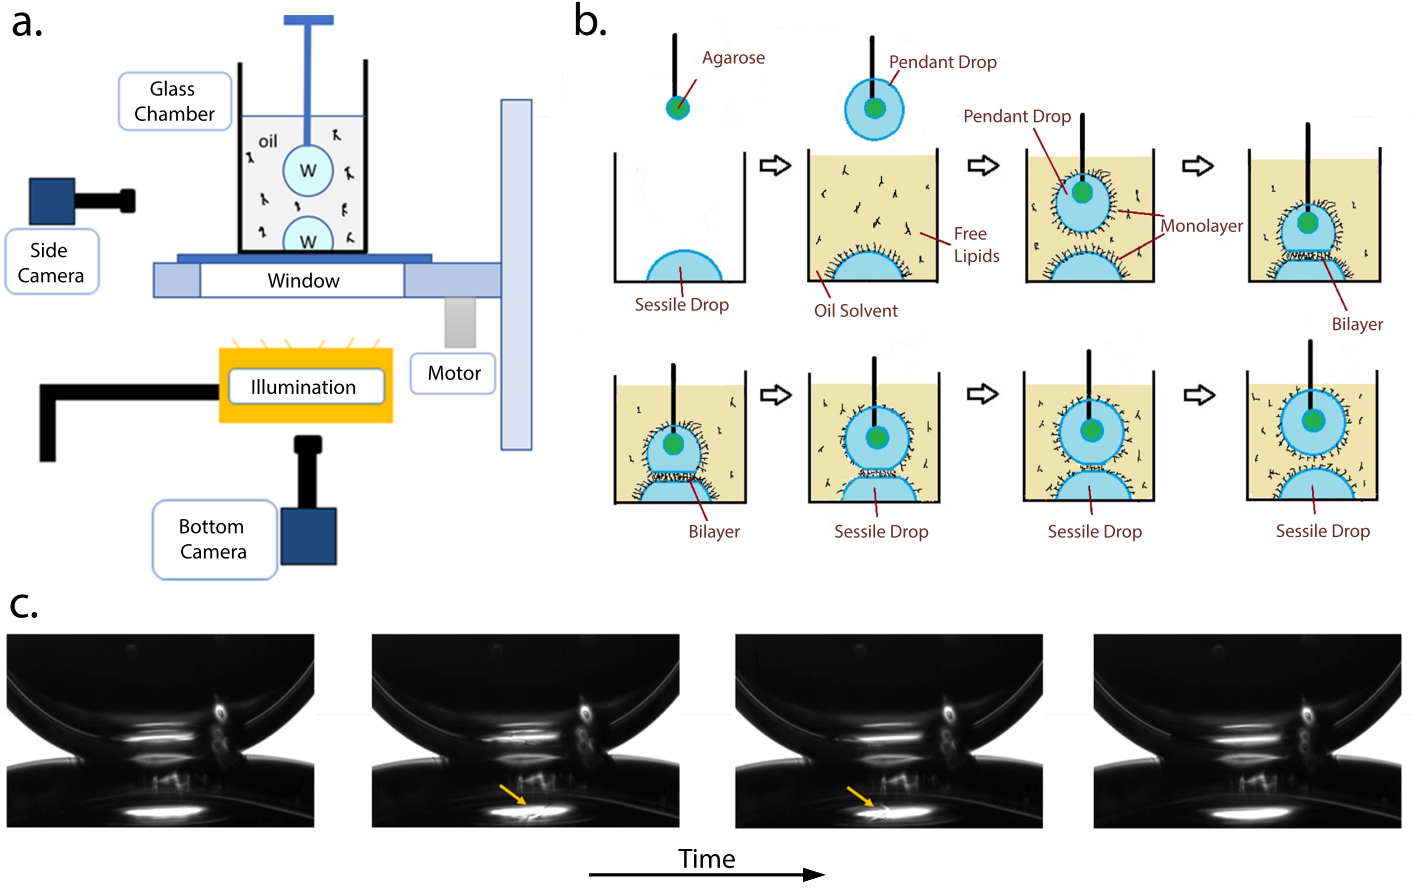 a.
Glass
Chamber
oil
W
W
Side
Camera
Window
Motor
Illumination
Bottom
Camera
b.
Agarose
Sessile Drop
Pendant Drop
Free
Lipids
Oil Solvent
Pendant Drop
Monolayer
Bilayer
Bilayer
Sessile Drop
Sessile Drop
Sessile Drop
c.
Time